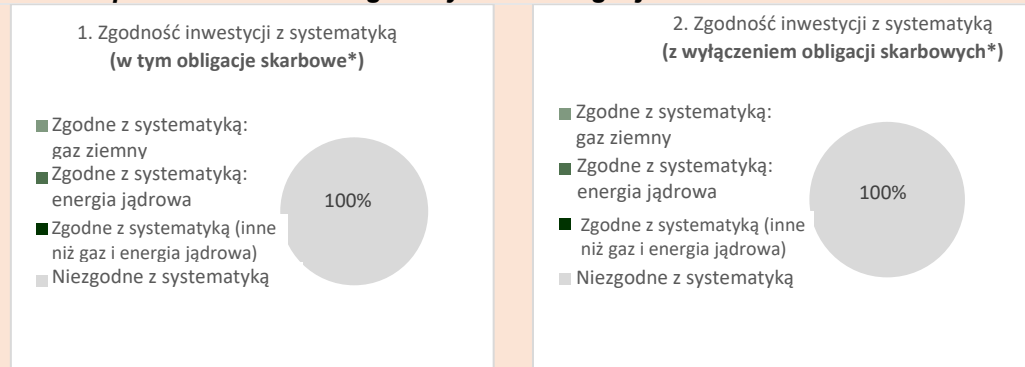 1. Zgodność inwestycji z systematyką
(w tym obligacje skarbowe*)
Zgodne z systematyką:
gaz ziemny
Zgodne z systematyką:
energia jądrowa
Zgodne z systematyką (inne
niż gaz i energia jądrowa)
Niezgodne z systematyką
100%
2. Zgodność inwestycji z systematyką
(z wyłączeniem obligacji skarbowych*)
Zgodne z systematyką:
gaz ziemny
Zgodne z systematyką:
energia jądrowa
Zgodne z systematyką (inne
niż gaz i energia jądrowa)
Niezgodne z systematyką
100%